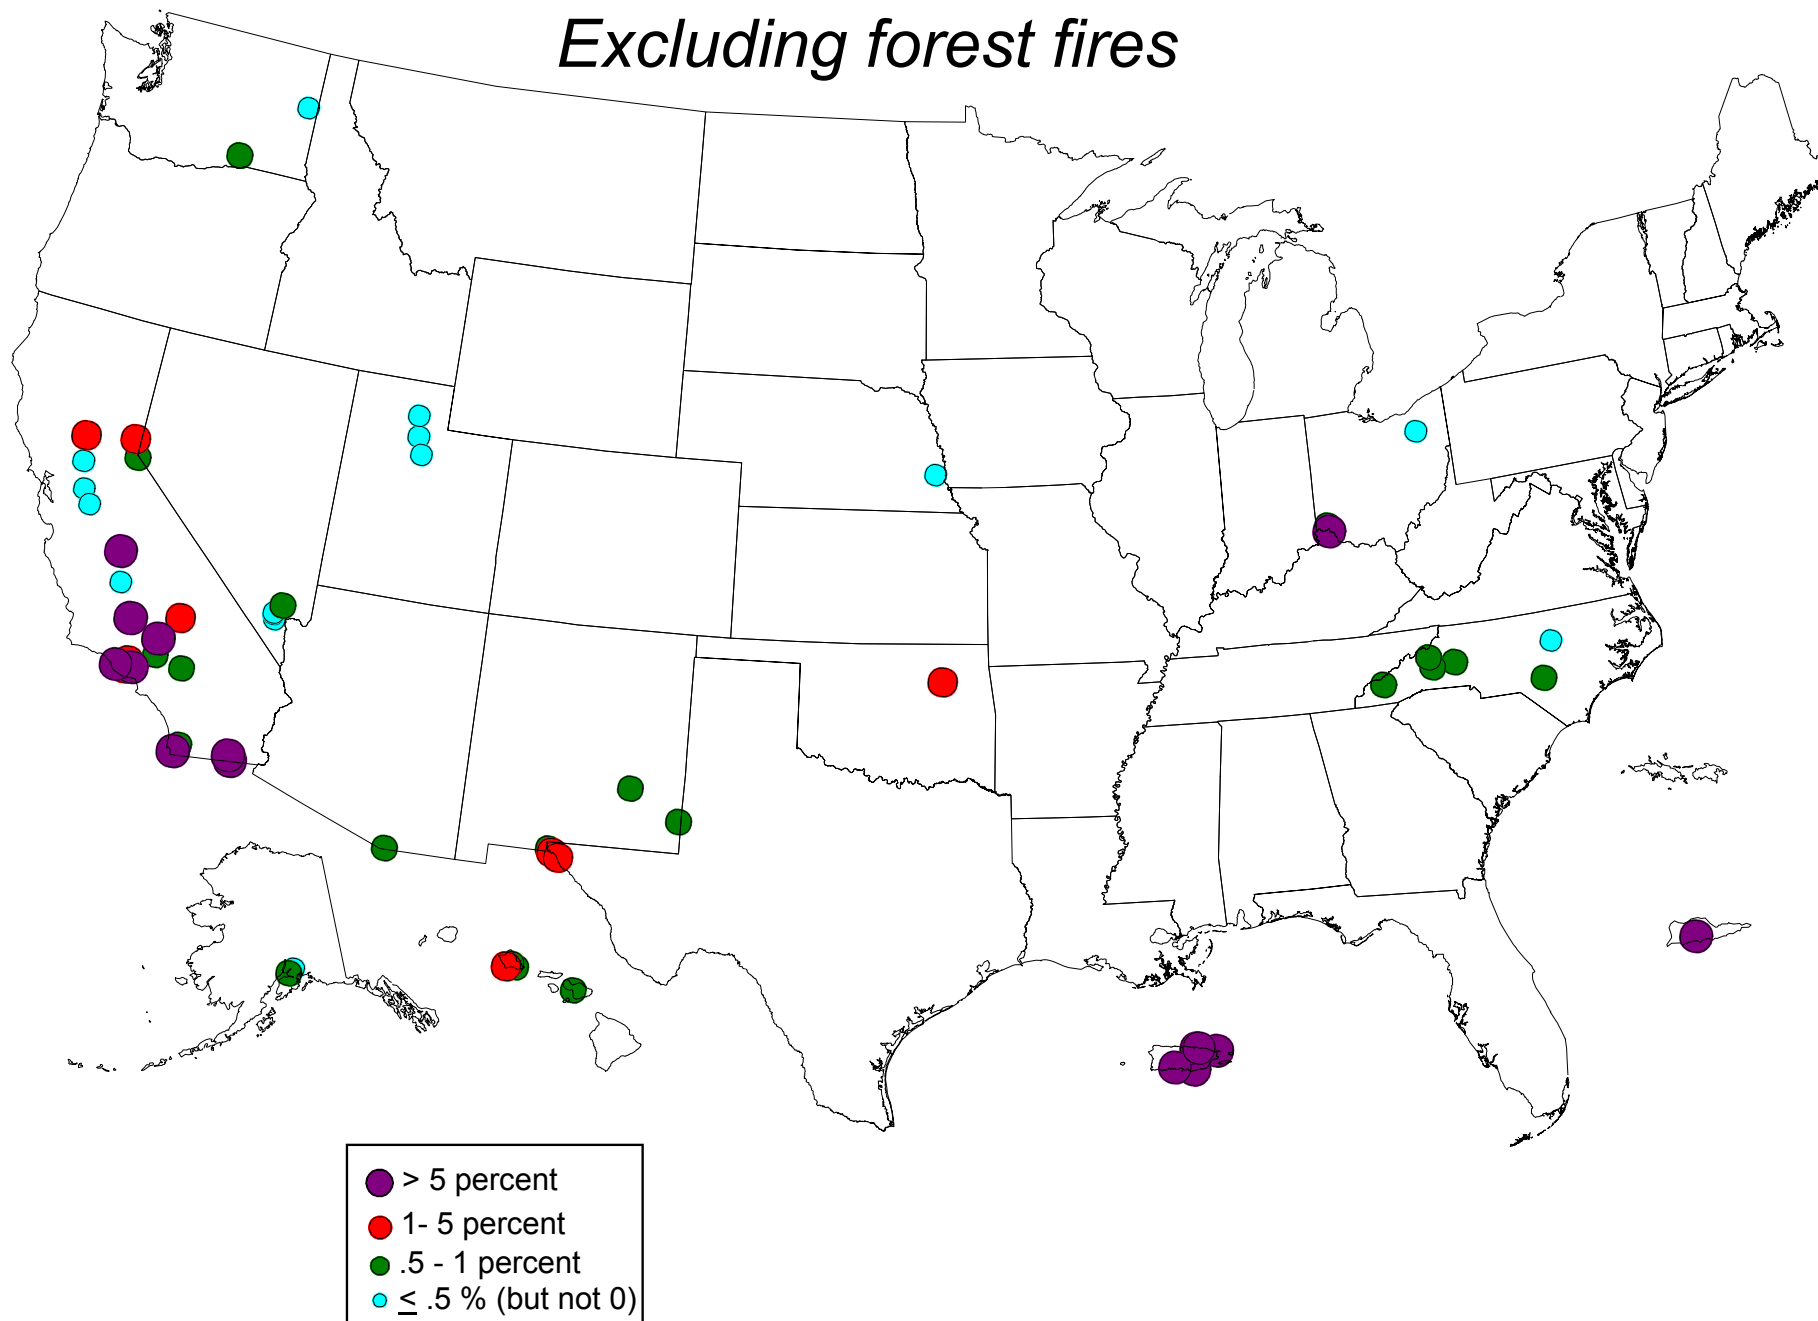 Excluding forest fires
> 5 percent
1- 5 percent
.5 - 1 percent
≤ .5 % (but not 0)